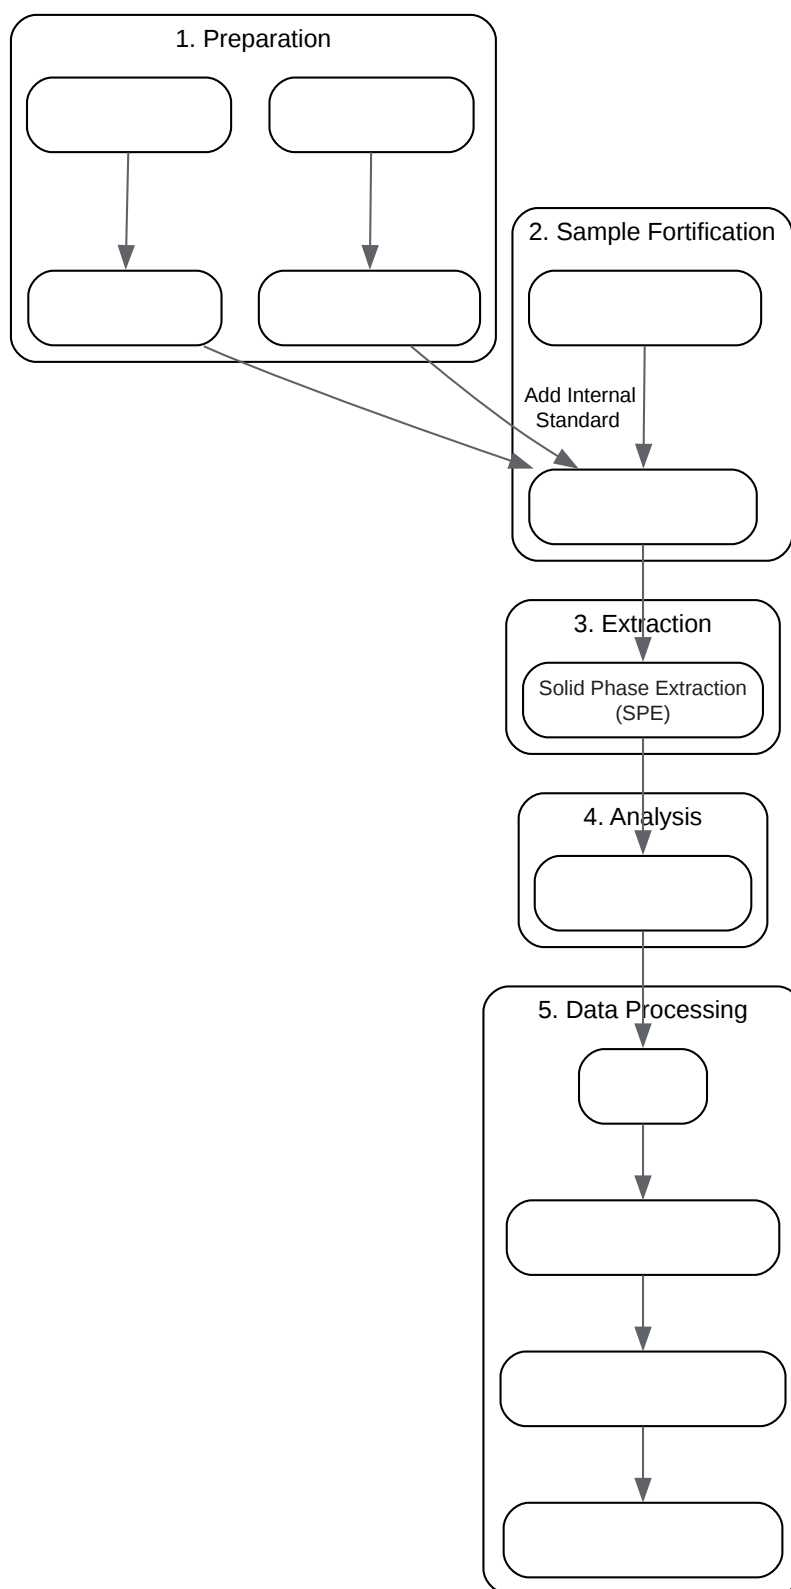 1. Preparation
2. Sample Fortification
Add Internal
Standard
3. Extraction
Solid Phase Extraction
(SPE)
4. Analysis
5. Data Processing